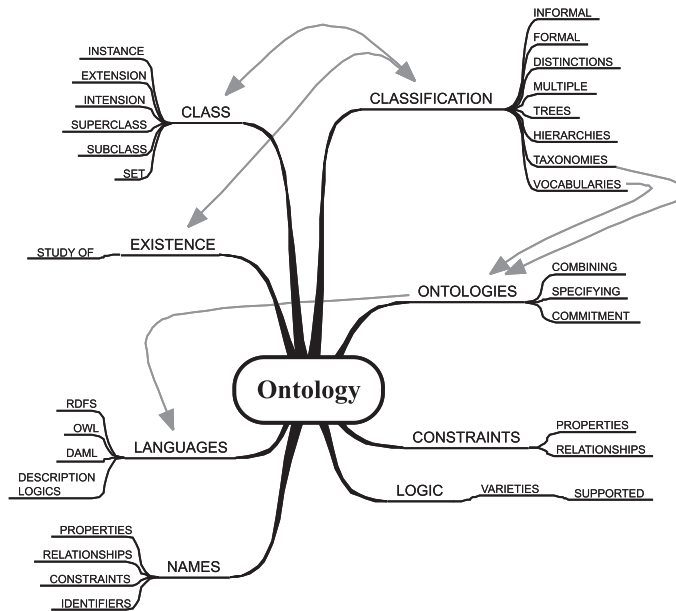 INSTANCE
EXTENSION
INTENSION
SUPERCLASS
SUBCLASS
SET
CLASS
CLASSIFICATION
INFORMAL
FORMAL
DISTINCTIONS
MULTIPLE
TREES
HIERARCHIES
TAXONOMIES
VOCABULARIES
STUDY OF
EXISTENCE
ONTOLOGIES
COMBINING
SPECIFYING
COMMITMENT
Ontology
RDFS
OWL
DAML
DESCRIPTION
LOGICS
LANGUAGES
CONSTRAINTS
PROPERTIES
RELATIONSHIPS
LOGIC
VARIETIES
SUPPORTED
PROPERTIES
RELATIONSHIPS
CONSTRAINTS
IDENTIFIERS
NAMES